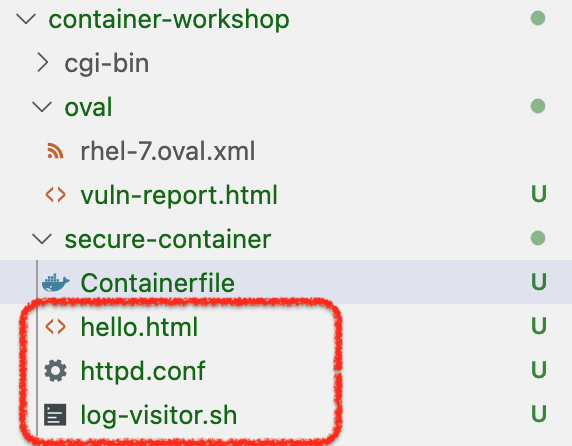 container-workshop
cgi-bin
oval
rhel-7.oval.xml
vuln-report.html U
secure-container
Containerfile U
hello.html U
httpd.conf U
log-visitor.sh U